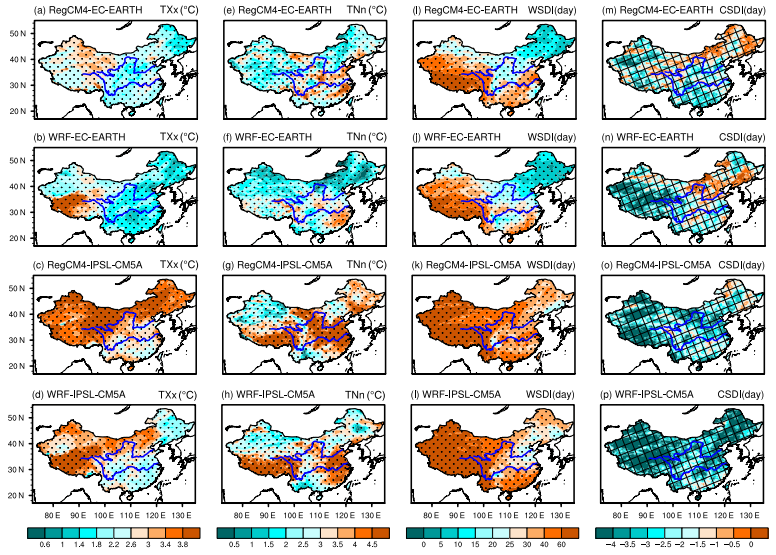 (a) RegCM4-EC-EARTH TXx (°C)
(e) RegCM4-EC-EARTH TNn (°C)
(I) RegCM4-EC-EARTH WSDI(day)
(m) RegCM4-EC-EARTH CSDI(day)
50 N
40 N
30 N
20 N
(b) WRF-EC-EARTH TXx (°C)
(f) WRF-EC-EARTH TNn (°C)
(j) WRF-EC-EARTH WSDI(day)
(n) WRF-EC-EARTH CSDI(day)
50 N
40 N
30 N
20 N
(c) RegCM4-IPSL-CM5A TXx (°C)
(g) RegCM4-IPSL-CM5A TNn (°C)
(k) RegCM4-IPSL-CM5A WSDI(day)
(o) RegCM4-IPSL-CM5A CSDI(day)
50 N
40 N
30 N
20 N
(d) WRF-IPSL-CM5A TXx (°C)
(h) WRF-IPSL-CM5A TNn (°C)
(l) WRF-IPSL-CM5A WSDI(day)
(p) WRF-IPSL-CM5A CSDI(day)
50 N
40 N
30 N
20 N
80 E 90 E 100 E 110 E 120 E 130 E
80 E 90 E 100 E 110 E 120 E 130 E
80 E 90 E 100 E 110 E 120 E 130 E
80 E 90 E 100 E 110 E 120 E 130 E
0.6 1 1.4 1.8 2.2 2.6 3 3.4 3.8
0.5 1 1.5 2 2.5 3 3.5 4 4.5
0 5 10 15 20 25 30 40 60
−4 −3.5 −3 −2.5 −2 −1.5 −1 −0.5 0